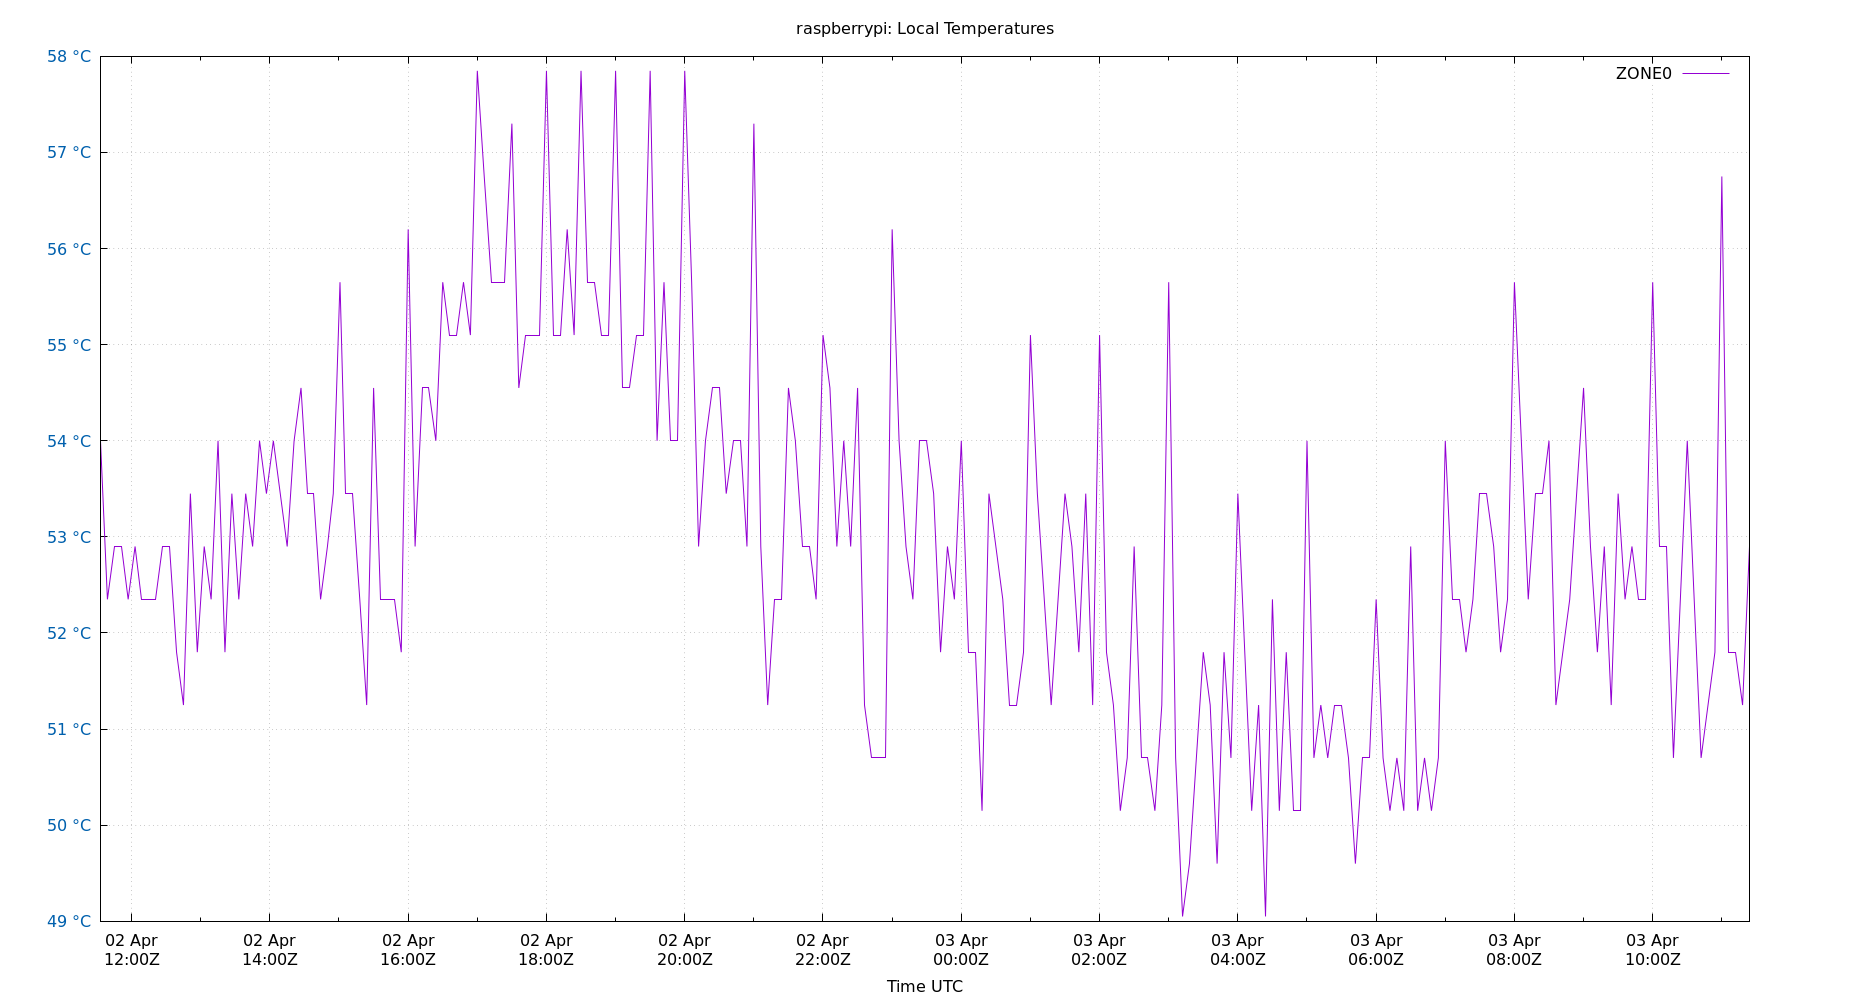 raspberrypi: Local Temperatures
58 °C
ZONE0
57 °C
56 °C
55 °C
54 °C
53 °C
52 °C
51 °C
50 °C
49 °C
02 Apr 02 Apr 02 Apr 02 Apr 02 Apr 02 Apr 03 Apr 03 Apr 03 Apr 03 Apr 03 Apr 03 Apr
12:00Z 14:00Z 16:00Z 18:00Z 20:00Z 22:00Z 00:00Z 02:00Z 04:00Z 06:00Z 08:00Z 10:00Z
Time UTC